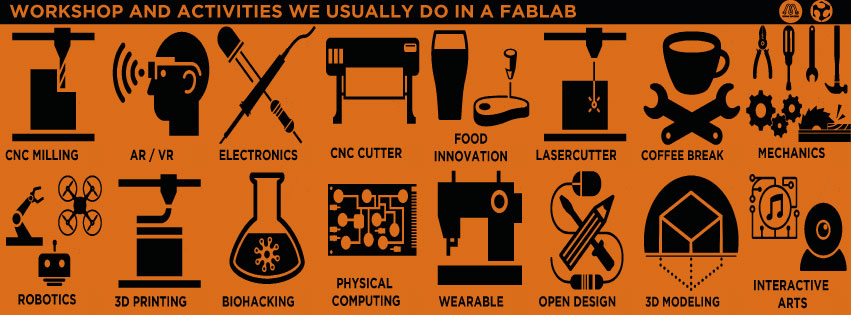 WORKSHOP AND ACTIVITIES WE USUALLY DO IN A FABLAB
CNC MILLING
AR / VR
ELECTRONICS
CNC CUTTER
FOOD
INNOVATION
LASERCUTTER
COFFEE BREAK
MECHANICS
ROBOTICS
3D PRINTING
BIOHACKING
PHYSICAL
COMPUTING
WEARABLE
OPEN DESIGN
3D MODELING
INTERACTIVE
ARTS